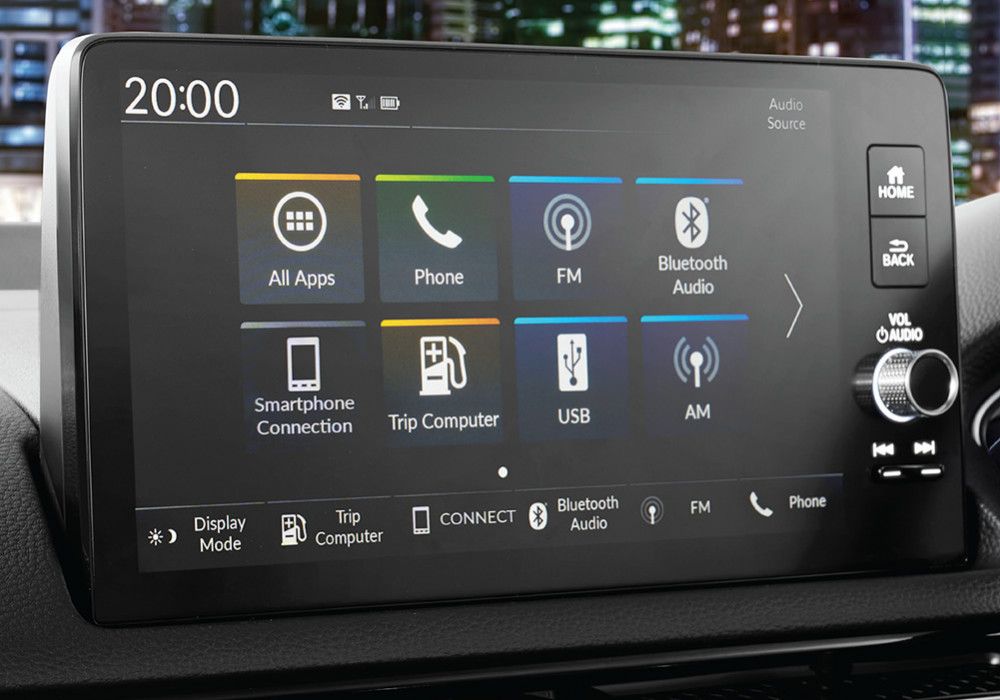 20:00
Audio
Source
All Apps
Phone
FM
Bluetooth
Audio
Smartphone
Connection
Trip Computer
USB
AM
Display
Mode
Trip
Computer
CONNECT
Bluetooth
Audio
FM
Phone
HOME
BACK
VOL
AUDIO